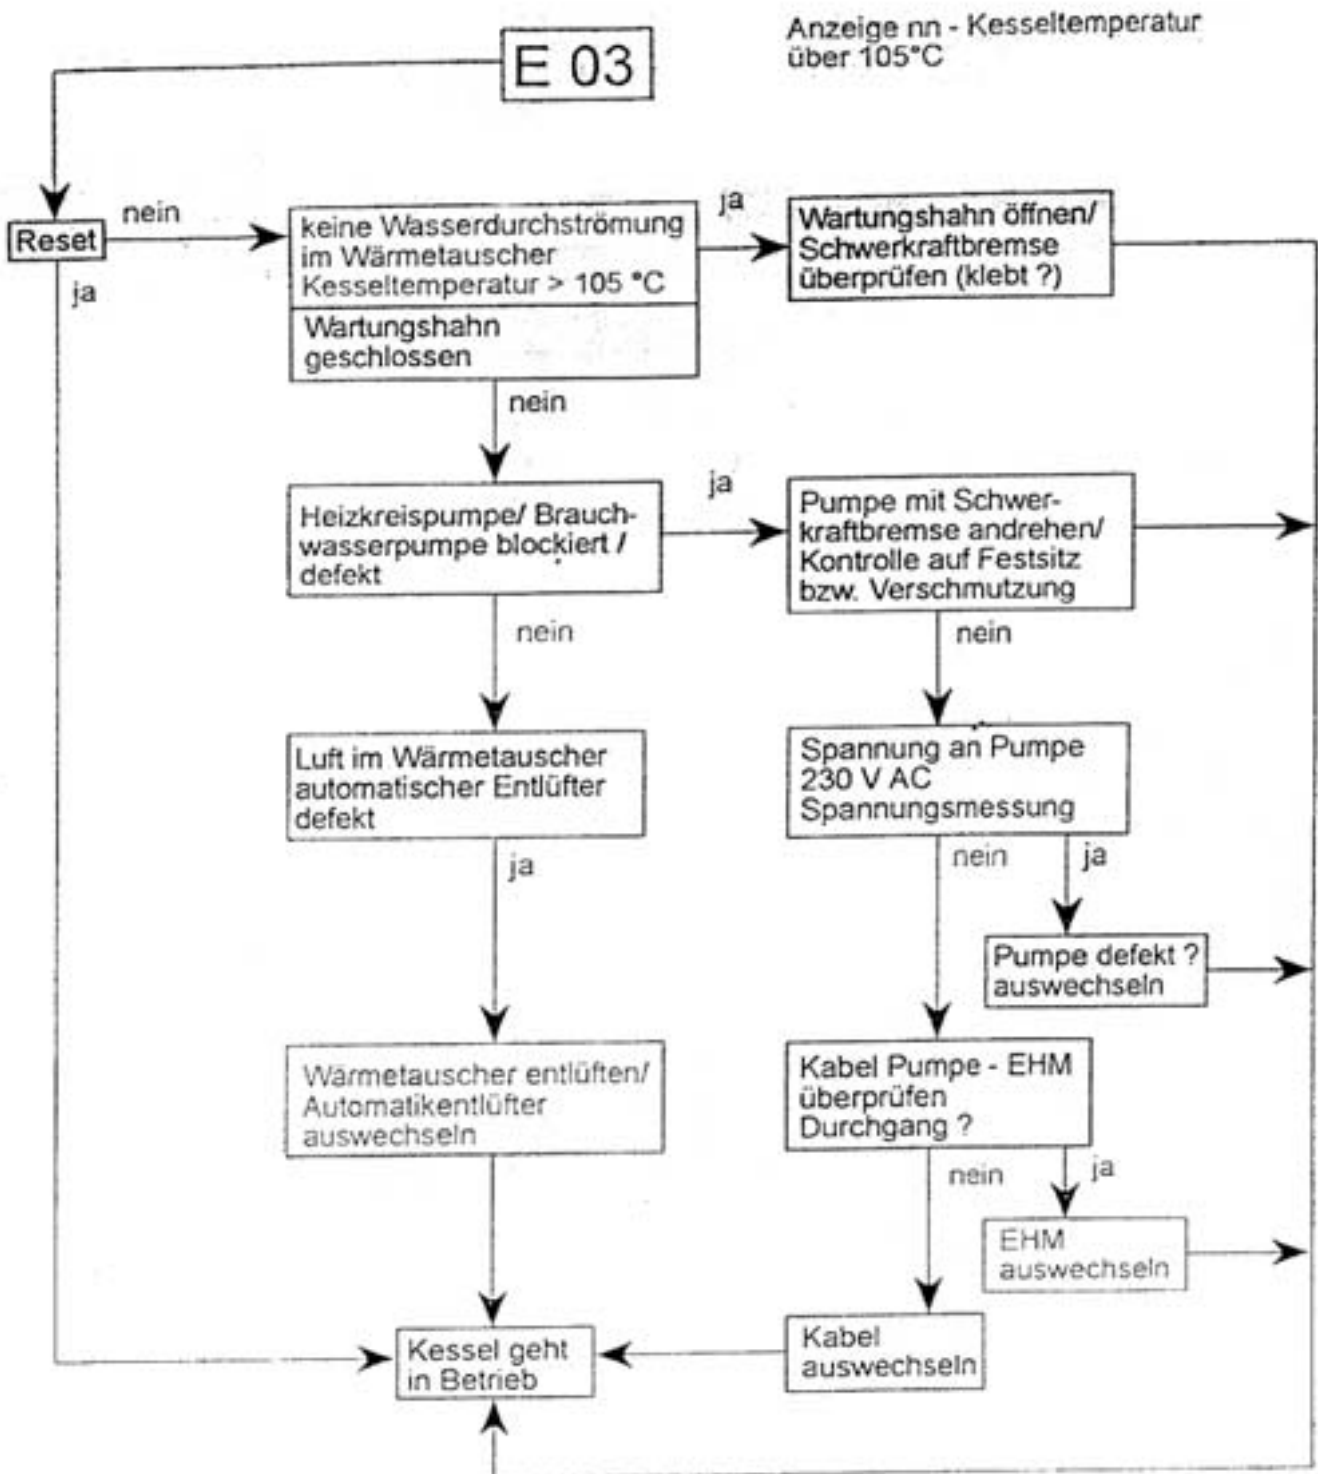 E 03
Anzeige nn - Kesseltemperatur
über 105°C
Reset
nein
ja
keine Wasserdurchströmung
im Wärmetauscher
Kesseltemperatur > 105 °C
Wartungshahn
geschlossen
ja
Wartungshahn öffnen/
Schwerkraftbremse
überprüfen (klebt ?)
nein
Heizkreispumpe/ Brauch-
wasserpumpe blockiert /
defekt
ja
Pumpe mit Schwer-
kraftbremse andrehen/
Kontrolle auf Festsitz
bzw. Verschmutzung
nein
nein
Luft im Wärmetauscher
automatischer Entlüfter
defekt
Spannung an Pumpe
230 V AC
Spannungsmessung
ja
nein
ja
Pumpe defekt ?
auswechseln
Wärmetauscher entlüften/
Automatikentlüfter
auswechseln
Kabel Pumpe - EHM
überprüfen
Durchgang ?
nein
ja
EHM
auswechseln
Kessel geht
in Betrieb
Kabel
auswechseln